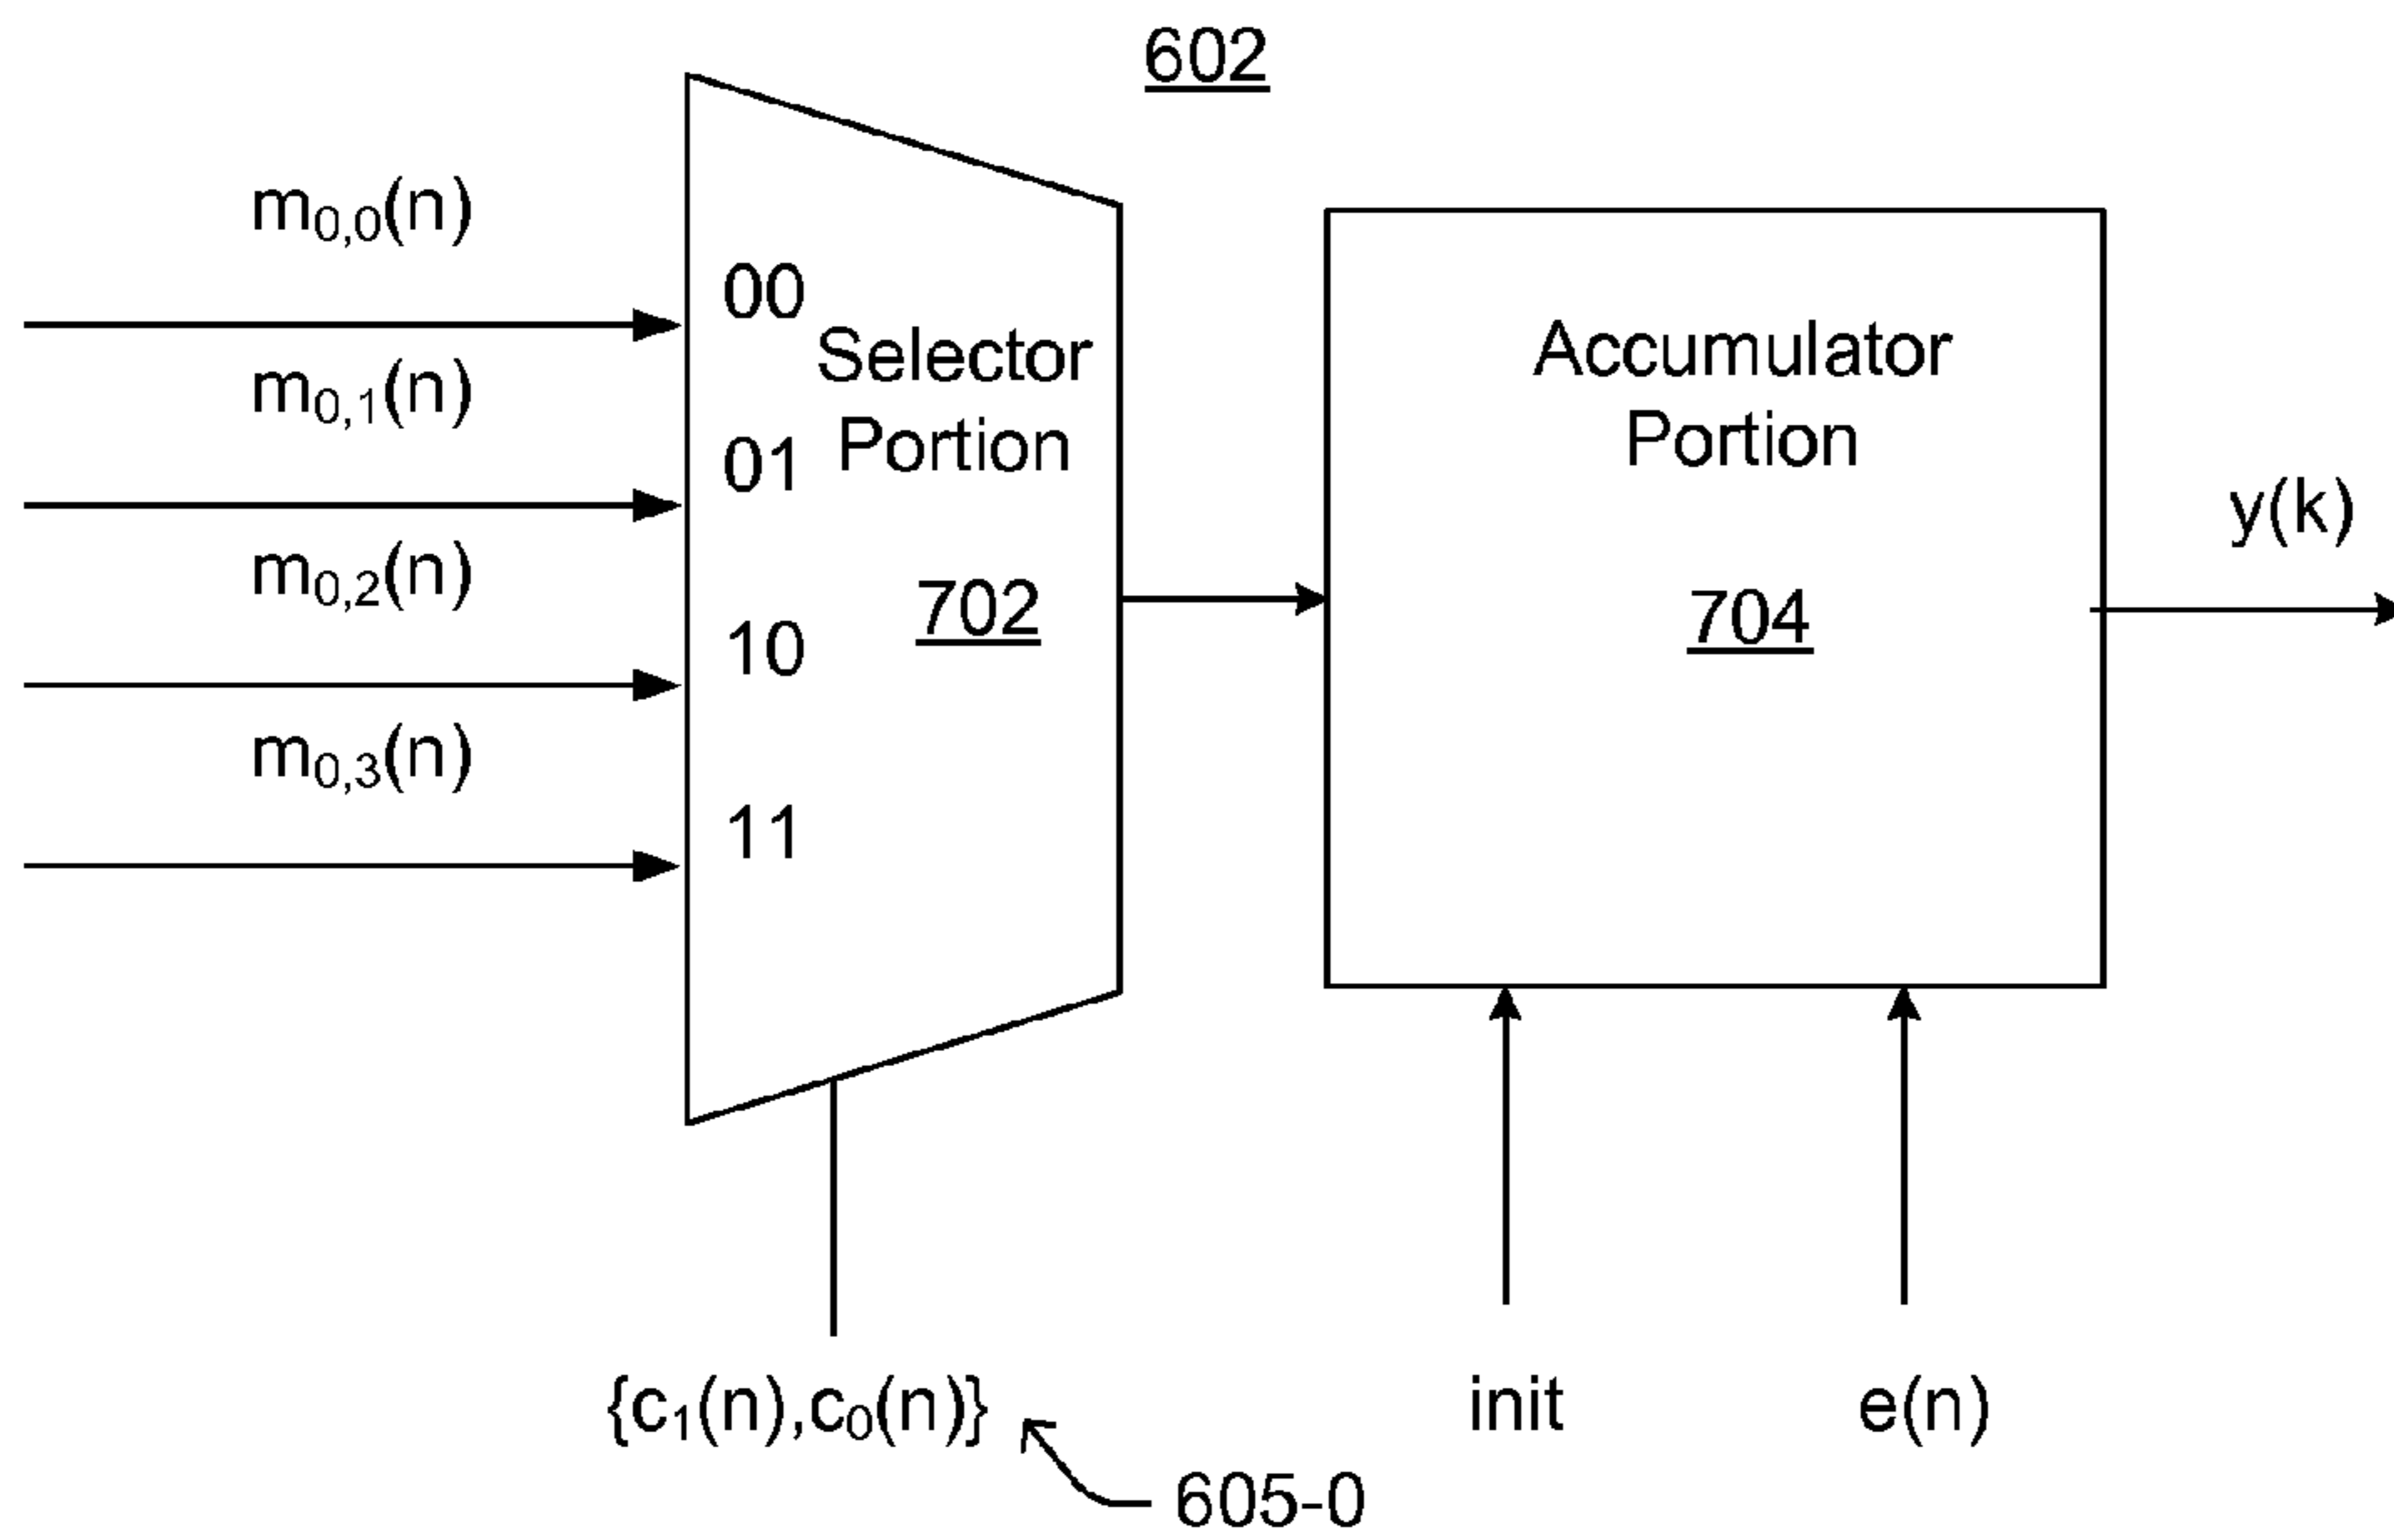 602
m0,0(n)
00
Selector
Portion
m0,1(n)
01
m0,2(n)
702
10
m0,3(n)
11
Accumulator
Portion
704
y(k)
{c1(n),c0(n)}
init
e(n)
605-0